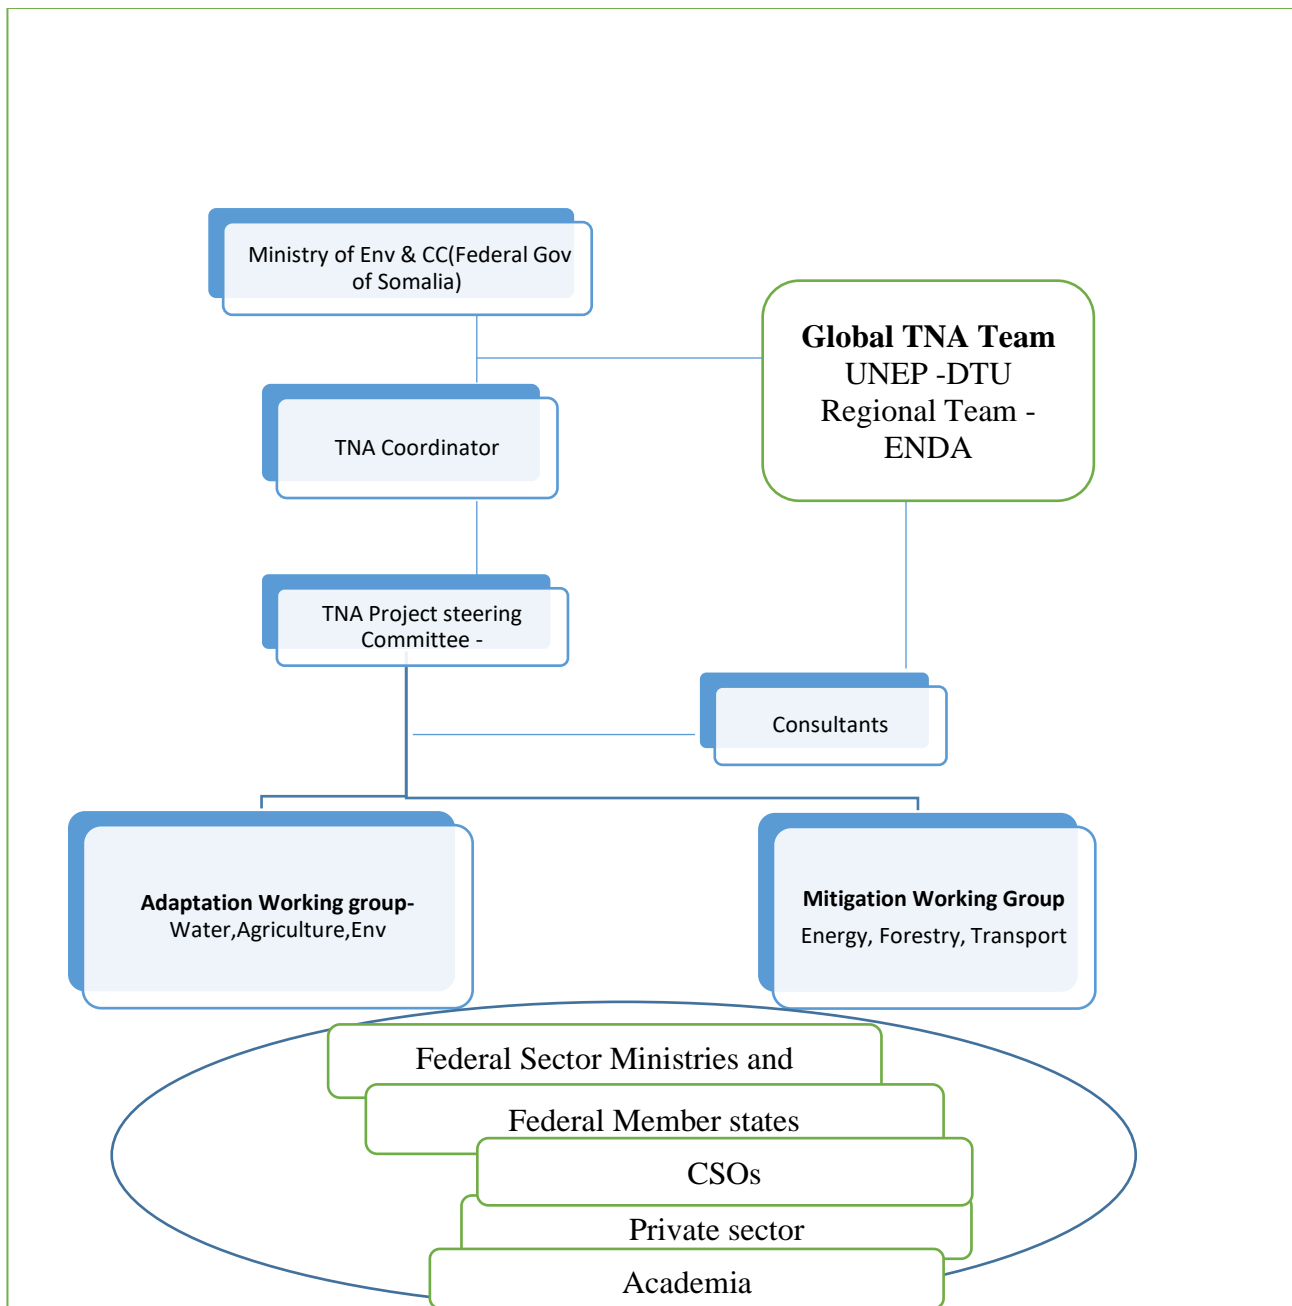 Ministry of Env & CC(Federal Gov
of Somalia)
Global TNA Team
UNEP -DTU
Regional Team -
ENDA
TNA Coordinator
TNA Project steering
Committee -
Consultants
Adaptation Working group-
Water,Agriculture,Env
Mitigation Working Group
Energy, Forestry, Transport
Federal Sector Ministries and
Federal Member states
CSOs
Private sector
Academia